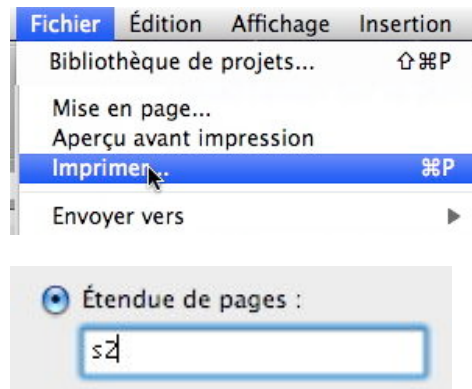 Fichier Édition Affichage Insertion
Bibliothèque de projets... ⇧⌘P
Mise en page...
Aperçu avant impression
Imprimer... ⌘P
Envoyer vers
Étendue de pages :
s2